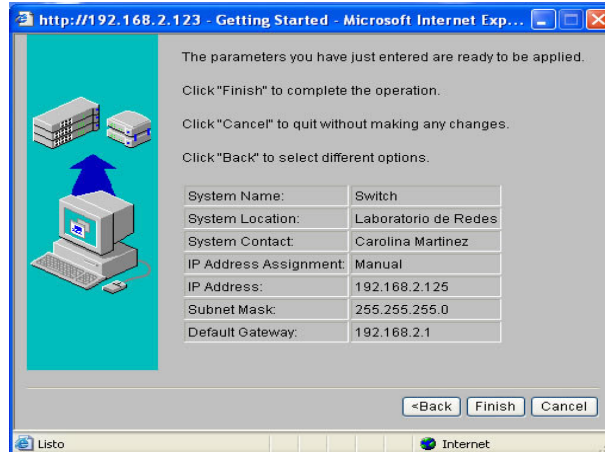 http://192.168.2.123 - Getting Started - Microsoft Internet Exp...
The parameters you have just entered are ready to be applied.
Click "Finish" to complete the operation.
Click "Cancel" to quit without making any changes.
Click "Back" to select different options.
System Name: Switch
System Location: Laboratorio de Redes
System Contact: Carolina Martinez
IP Address Assignment: Manual
IP Address: 192.168.2.125
Subnet Mask: 255.255.255.0
Default Gateway: 192.168.2.1
<Back Finish Cancel
Listo Internet